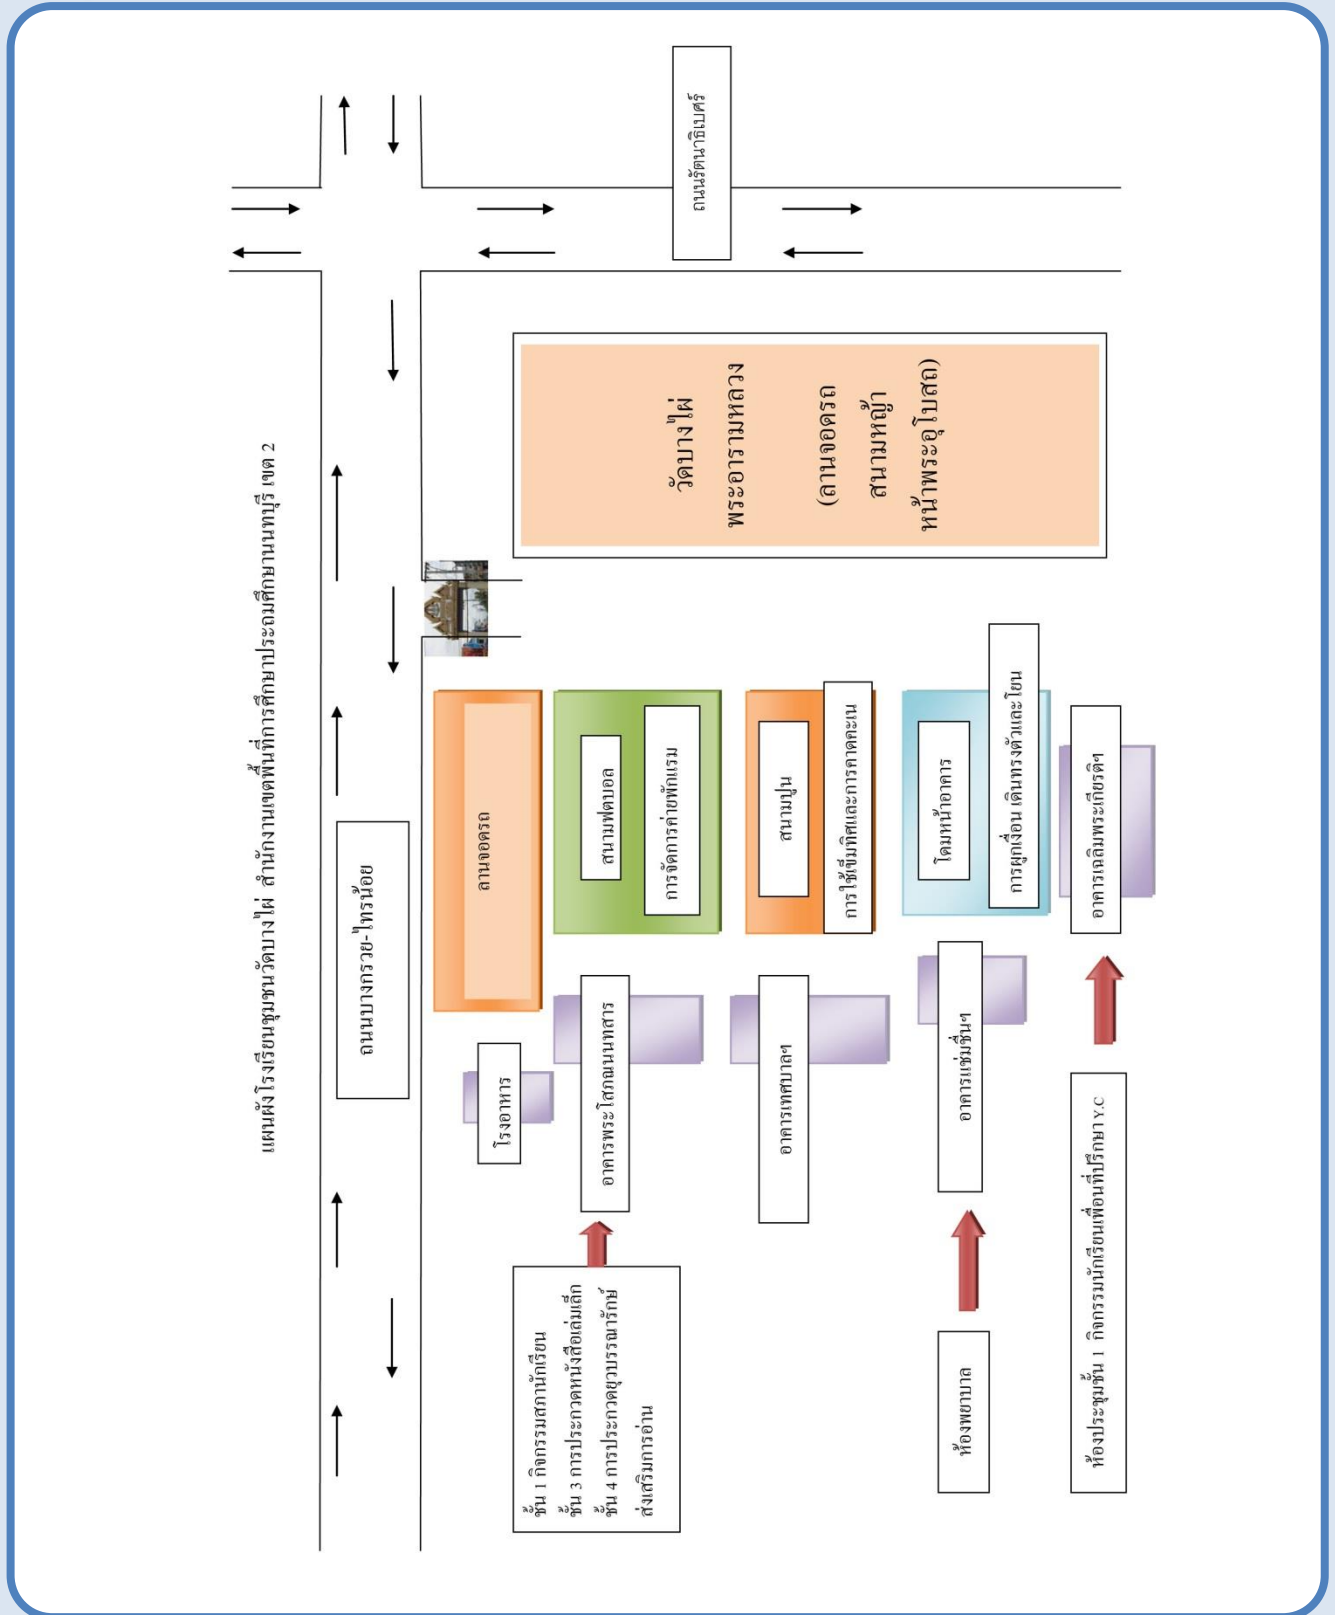 แผนผังโรงเรียนชุมชนวัดบางไผ่ สำนักงานเขตพื้นที่การศึกษาประถมศึกษานนทบุรี เขต 2
ถนนบางกรวย-ไทรน้อย
ถนนรัตนาธิเบศร์
ลานจอดรถ
โรงอาหาร
สนามฟุตบอล
การจัดการค่ายพักแรม
อาคารพระโสภณนนทสาร
ชั้น 1 กิจกรรมสภานักเรียน
ชั้น 3 การประกวดหนังสือเล่มเล็ก
ชั้น 4 การประกวดยุวบรรณารักษ์
ส่งเสริมการอ่าน
วัดบางไผ่
พระอารามหลวง
(ลานจอดรถ
สนามหญ้า
หน้าพระอุโบสถ)
สนามปูน
การใช้เข็มทิศและการคาดคะเน
อาคารเทศบาลฯ
โดมหน้าอาคาร
การผูกเงื่อน เดินทรงตัวและโยน
อาคารแช่มชื่นฯ
ห้องพยาบาล
อาคารเฉลิมพระเกียรติฯ
ห้องประชุมชั้น 1 กิจกรรมนักเรียนเพื่อนที่ปรึกษา Y.C